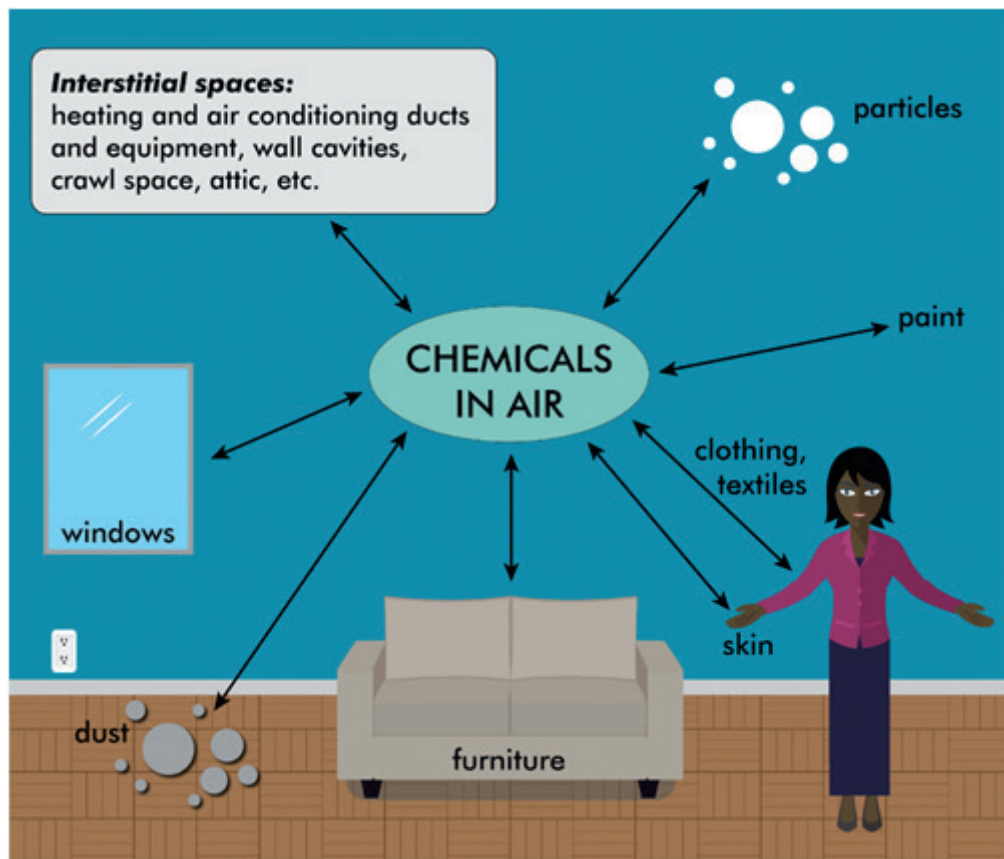 Interstitial spaces:
heating and air conditioning ducts
and equipment, wall cavities,
crawl space, attic, etc.
particles
paint
CHEMICALS
IN AIR
clothing,
textiles
windows
skin
dust
furniture